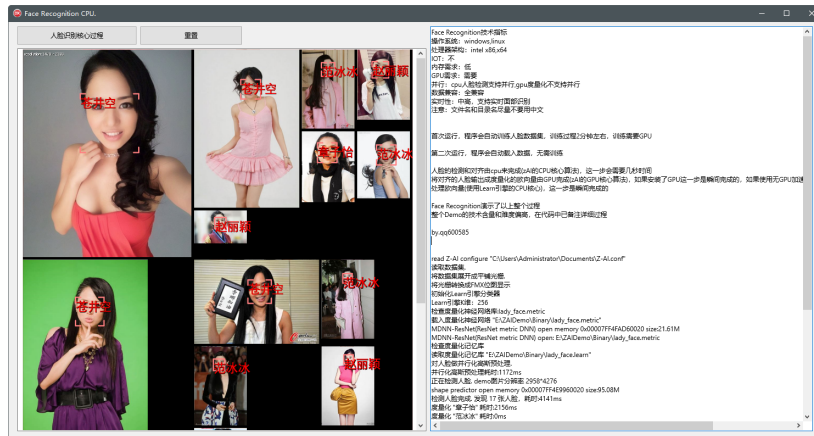 Face Recognition CPU.
人脸识别核心过程
重置
苍井空
苍井空
范冰冰
赵丽颖
章子怡
范冰冰
赵丽颖
苍井空
苍井空
范冰冰
范冰冰
赵丽颖
Face Recognition技术指标
操作系统：windows,linux
处理器架构：intel x86,x64
IOT：不
内存需求：低
GPU需求：需要
并行：cpu人脸检测支持并行,gpu度量化不支持并行
数据兼容：全兼容
实时性：中高，支持实时面部识别
注意：文件名和目录名尽量不要用中文
首次运行，程序会自动训练人脸数据集，训练过程2分钟左右，训练需要GPU
第二次运行，程序会自动载入数据，无需训练
人脸的检测和对齐由cpu来完成(zAI的CPU核心算法)，这一步会需要几秒时间
将对齐的人脸输出成度量化的欲向量由GPU完成(zAI的GPU核心算法)，如果安装了GPU这一步是瞬间完成的，如果使用无GPU加速
处理欲向量(使用Learn引擎的CPU核心)，这一步是瞬间完成的
Face Recognition演示了以上整个过程
整个Demo的技术含量和难度偏高，在代码中已备注详细过程
by.qq600585
read Z-AI configure "C:\Users\Administrator\Documents\Z-AI.conf"
读取数据集.
将数据集展开成平铺光栅.
将光栅转换成FMX位图显示
初始化Learn引擎分类器
Learn引擎K维：256
检查度量化神经网络库:lady_face.metric
载入度量化神经网络 "E:\ZAIDemo\Binary\lady_face.metric"
MDNN-ResNet(ResNet metric DNN) open memory 0x00007FF4FAD60020 size:21.61M
MDNN-ResNet(ResNet metric DNN) open: E:\ZAIDemo\Binary\lady_face.metric
检查度量化记忆库
读取度量化记忆库 "E:\ZAIDemo\Binary\lady_face.learn"
对人脸做并行化高斯预处理.
并行化高斯预处理耗时:1172ms
正在检测人脸. demo图片分辨率 2958*4276
shape predictor open memory 0x00007FF4E9960020 size:95.08M
检测人脸完成. 发现 17 张人脸，耗时:4141ms
度量化 "章子怡" 耗时:2156ms
度量化 "范冰冰" 耗时:0ms